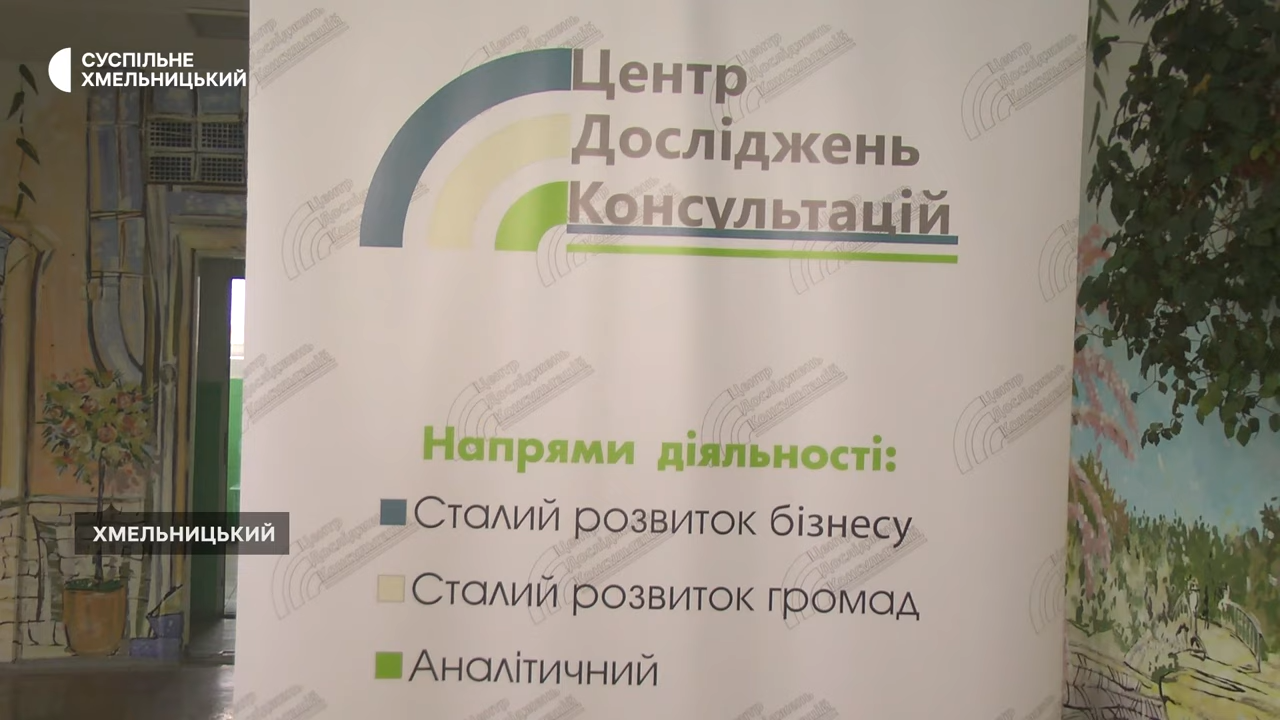 СУСПІЛЬНЕ
ХМЕЛЬНИЦЬКИЙ
Центр
Досліджень
Консультацій
Напрями діяльності:
Сталий розвиток бізнесу
ХМЕЛЬНИЦЬКИЙ
Сталий розвиток громад
Аналітичний